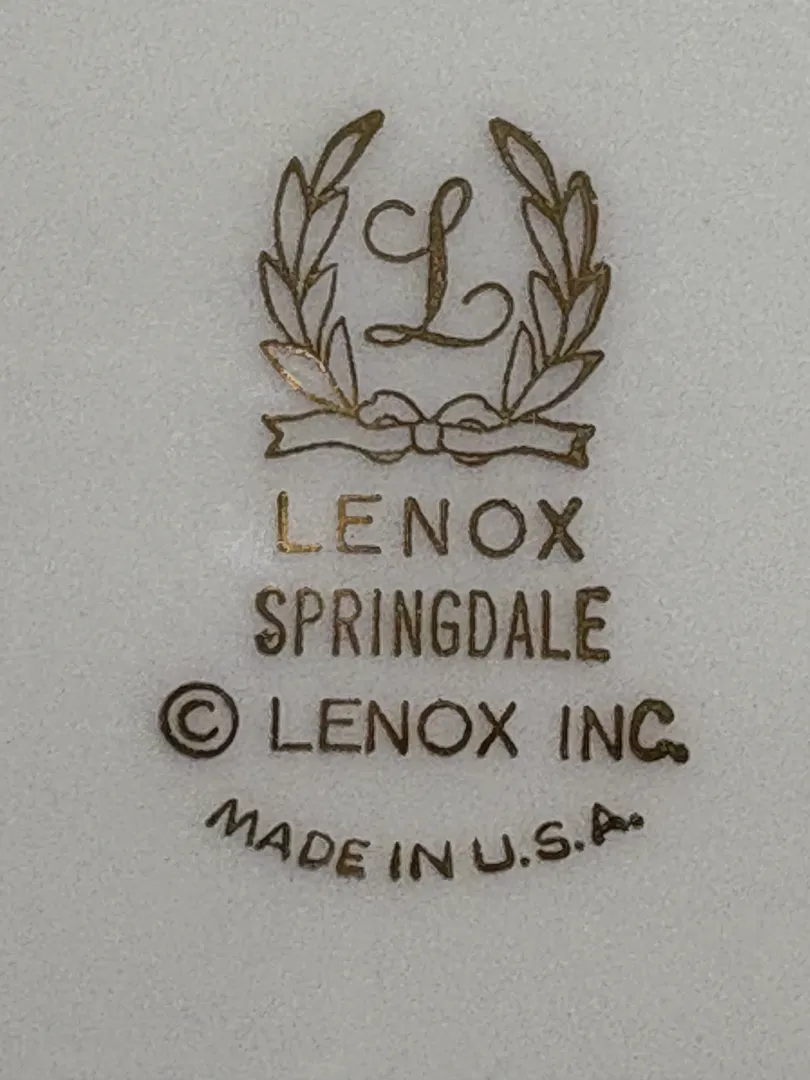 L
LENOX
SPRINGDALE
© LENOX INC.
MADE IN U.S.A.